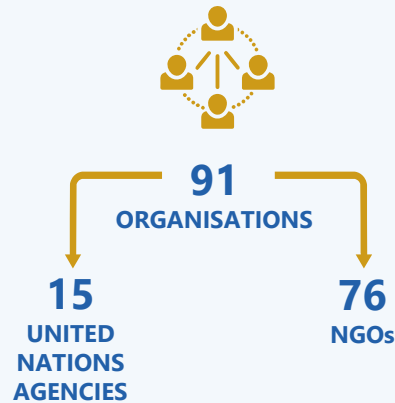 91
ORGANISATIONS
15
UNITED
NATIONS
AGENCIES
76
NGOs